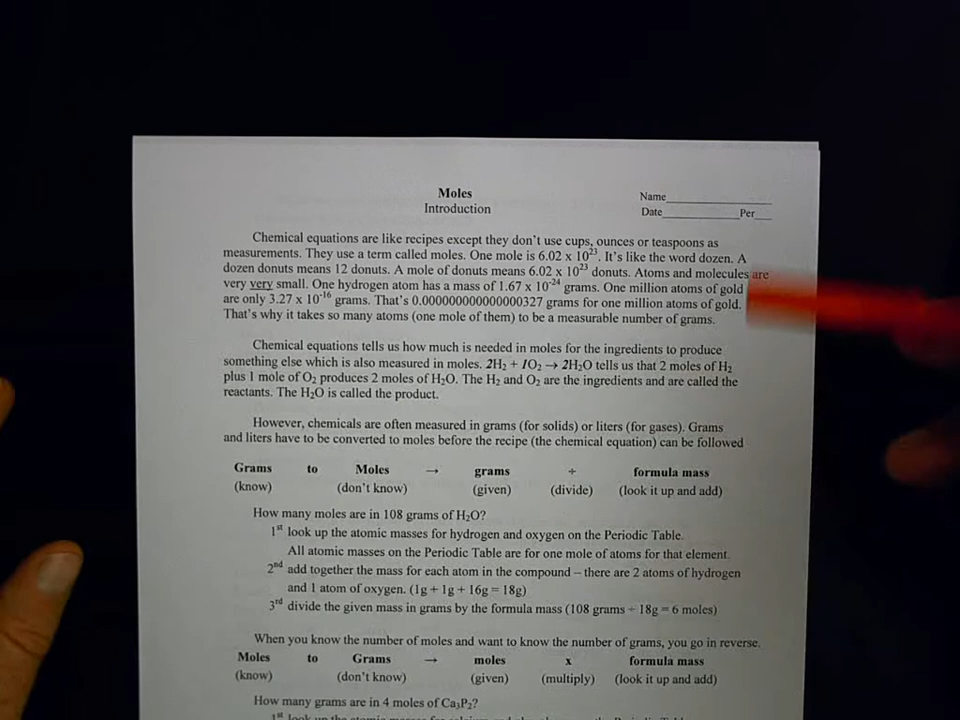 Moles
Introduction
Name____________________
Date______________Per___
Chemical equations are like recipes except they don't use cups, ounces or teaspoons as
measurements. They use a term called moles. One mole is 6.02 x 10²³. It's like the word dozen. A
dozen donuts means 12 donuts. A mole of donuts means 6.02 x 10²³ donuts. Atoms and molecules are
very very small. One hydrogen atom has a mass of 1.67 x 10⁻²⁴ grams. One million atoms of gold
are only 3.27 x 10⁻¹⁶ grams. That's 0.000000000000000327 grams for one million atoms of gold.
That's why it takes so many atoms (one mole of them) to be a measurable number of grams.
Chemical equations tells us how much is needed in moles for the ingredients to produce
something else which is also measured in moles. 2H₂ + 1O₂ → 2H₂O tells us that 2 moles of H₂
plus 1 mole of O₂ produces 2 moles of H₂O. The H₂ and O₂ are the ingredients and are called the
reactants. The H₂O is called the product.
However, chemicals are often measured in grams (for solids) or liters (for gases). Grams
and liters have to be converted to moles before the recipe (the chemical equation) can be followed
Grams to Moles → grams ÷ formula mass
(know) (don't know) (given) (divide) (look it up and add)
How many moles are in 108 grams of H₂O?
1ˢᵗ look up the atomic masses for hydrogen and oxygen on the Periodic Table.
All atomic masses on the Periodic Table are for one mole of atoms for that element.
2ⁿᵈ add together the mass for each atom in the compound – there are 2 atoms of hydrogen
and 1 atom of oxygen. (1g + 1g + 16g = 18g)
3ʳᵈ divide the given mass in grams by the formula mass (108 grams ÷ 18g = 6 moles)
When you know the number of moles and want to know the number of grams, you go in reverse.
Moles to Grams → moles x formula mass
(know) (don't know) (given) (multiply) (look it up and add)
How many grams are in 4 moles of Ca₃P₂?